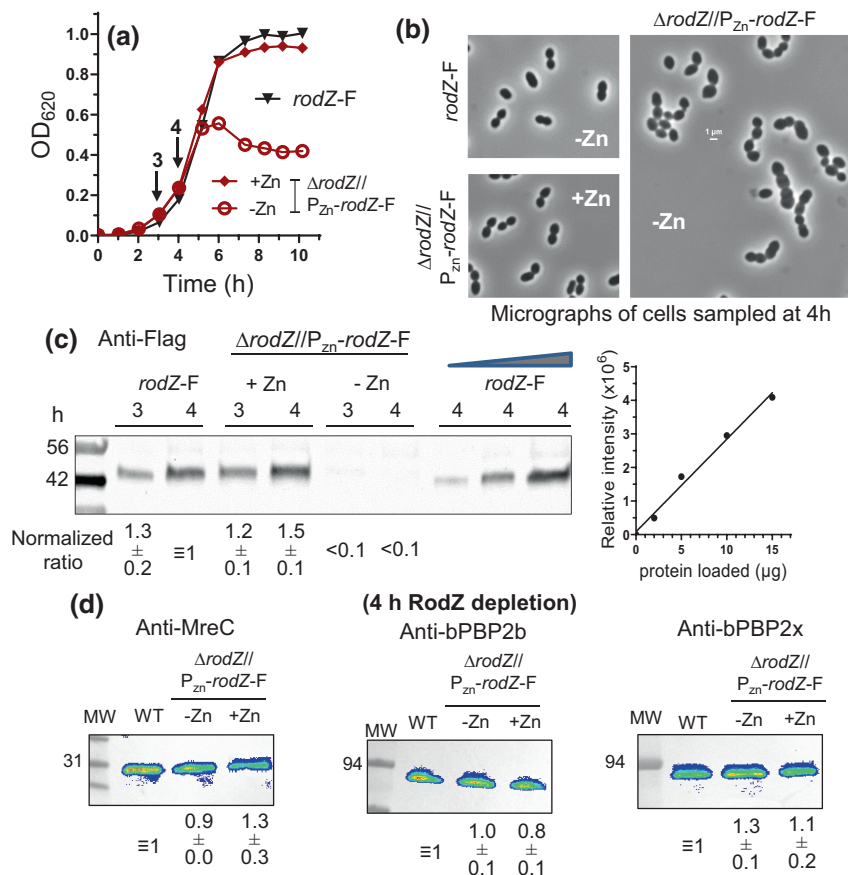 (a)
OD620
1.0
0.8
0.6
0.4
0.2
0.0
0 2 4 6 8 10
Time (h)
3
4
rodZ-F
+Zn
-Zn
ΔrodZ//
PZn-rodZ-F
(b)
ΔrodZ//PZn-rodZ-F
rodZ-F
-Zn
ΔrodZ//
Pzn-rodZ-F
+Zn
1 µm
-Zn
Micrographs of cells sampled at 4h
(c)
Anti-Flag
ΔrodZ//Pzn-rodZ-F
rodZ-F + Zn - Zn rodZ-F
h 3 4 3 4 3 4 4 4 4
56
42
Normalized
ratio
1.3 ± 0.2
≡1
1.2 ± 0.1
1.5 ± 0.1
<0.1
<0.1
Relative intensity (x10⁶)
5
4
3
2
1
0
0 5 10 15
protein loaded (µg)
(d)
(4 h RodZ depletion)
Anti-MreC
ΔrodZ//
Pzn-rodZ-F
MW WT -Zn +Zn
31
≡1
0.9 ± 0.0
1.3 ± 0.3
Anti-bPBP2b
ΔrodZ//
Pzn-rodZ-F
MW WT -Zn +Zn
94
≡1
1.0 ± 0.1
0.8 ± 0.1
Anti-bPBP2x
ΔrodZ//
Pzn-rodZ-F
MW WT -Zn +Zn
94
≡1
1.3 ± 0.1
1.1 ± 0.2